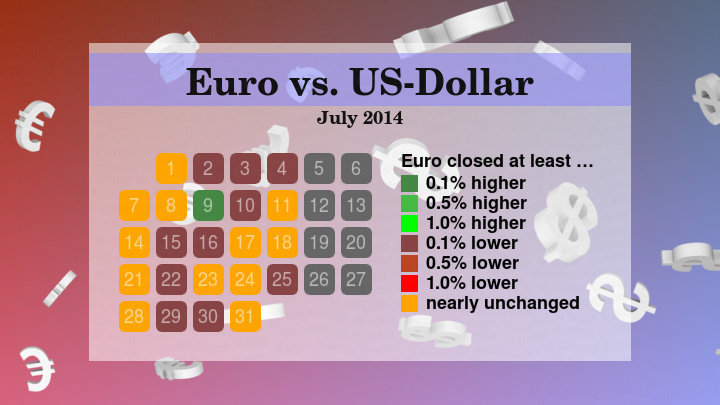 Euro vs. US-Dollar
July 2014
1 2 3 4 5 6
7 8 9 10 11 12 13
14 15 16 17 18 19 20
21 22 23 24 25 26 27
28 29 30 31
Euro closed at least …
0.1% higher
0.5% higher
1.0% higher
0.1% lower
0.5% lower
1.0% lower
nearly unchanged